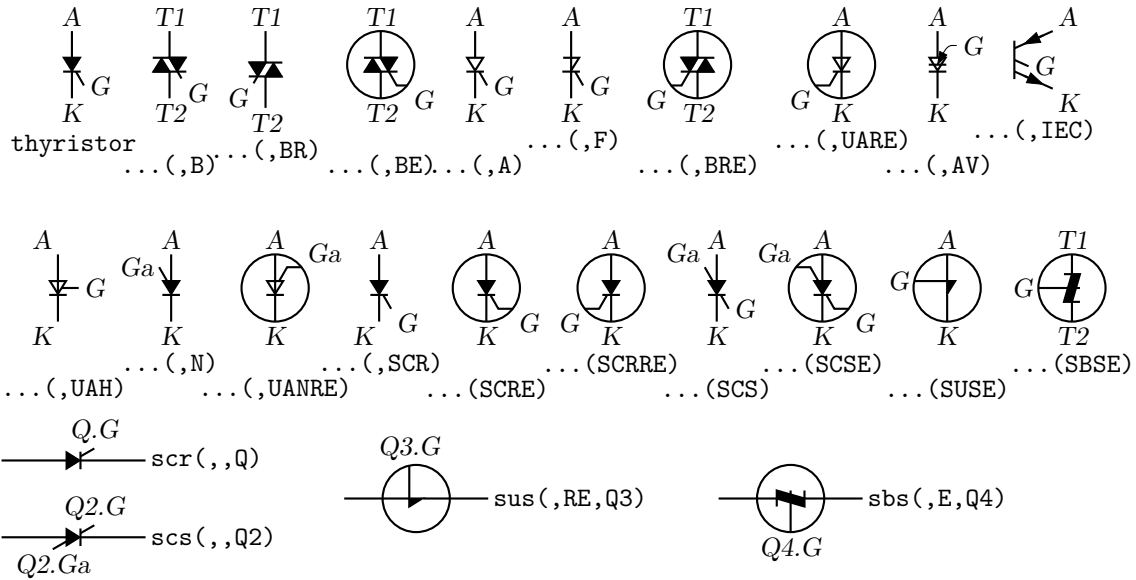 A T1 T1 T1 A A T1 A A A
G G G G G G G G G G
K T2 T2 T2 K K T2 K K K
thyristor ...(,B) ...(,BR) ...(,BE) ...(,A) ...(,F) ...(,BRE) ...(,UARE) ...(,AV) ...(,IEC)
A A A A A A A A A T1
G Ga Ga G G G Ga Ga G G
K K K K K K K G K G K T2
...(,UAH) ...(,N) ...(,UANRE) ...(,SCR) ...(SCRE) ...(SCRRE) ...(SCS) ...(SCSE) ...(SUSE) ...(SBSE)
Q.G
scr(,,Q)
Q2.G
scs(,,Q2)
Q2.Ga
Q3.G
sus(,RE,Q3)
sbs(,E,Q4)
Q4.G